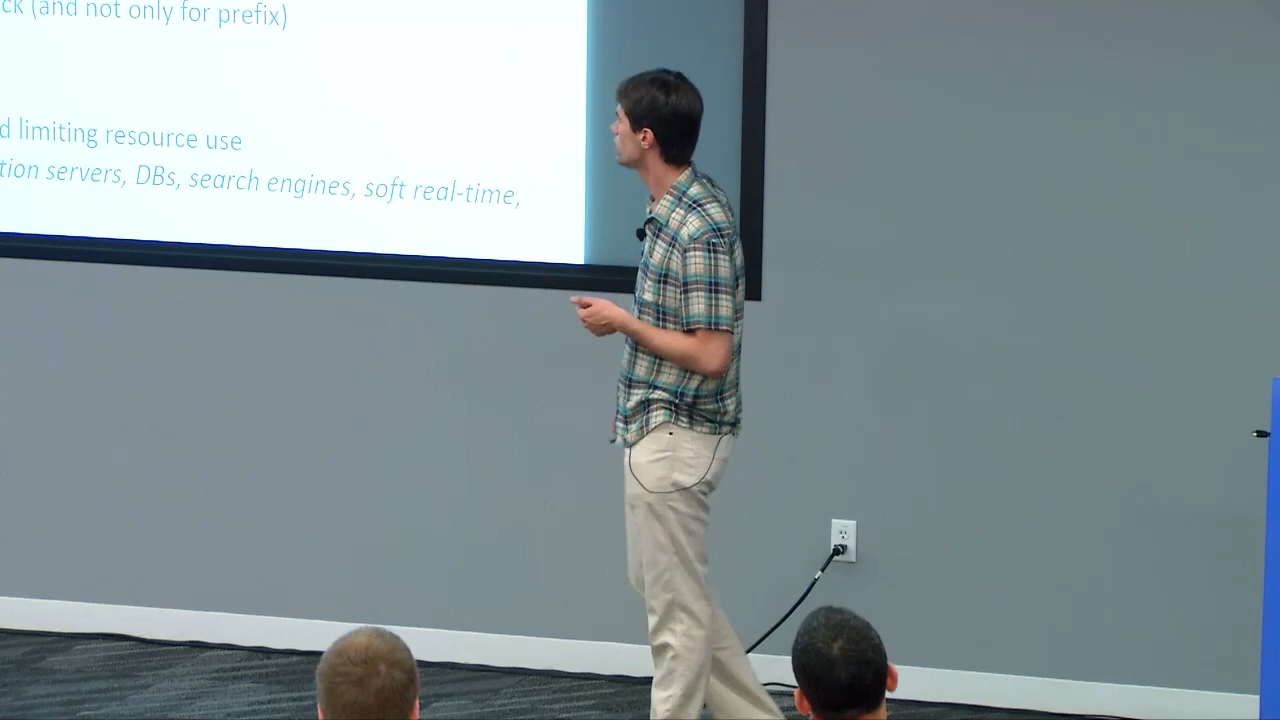 ck (and not only for prefix)
d limiting resource use
tion servers, DBs, search engines, soft real-time,